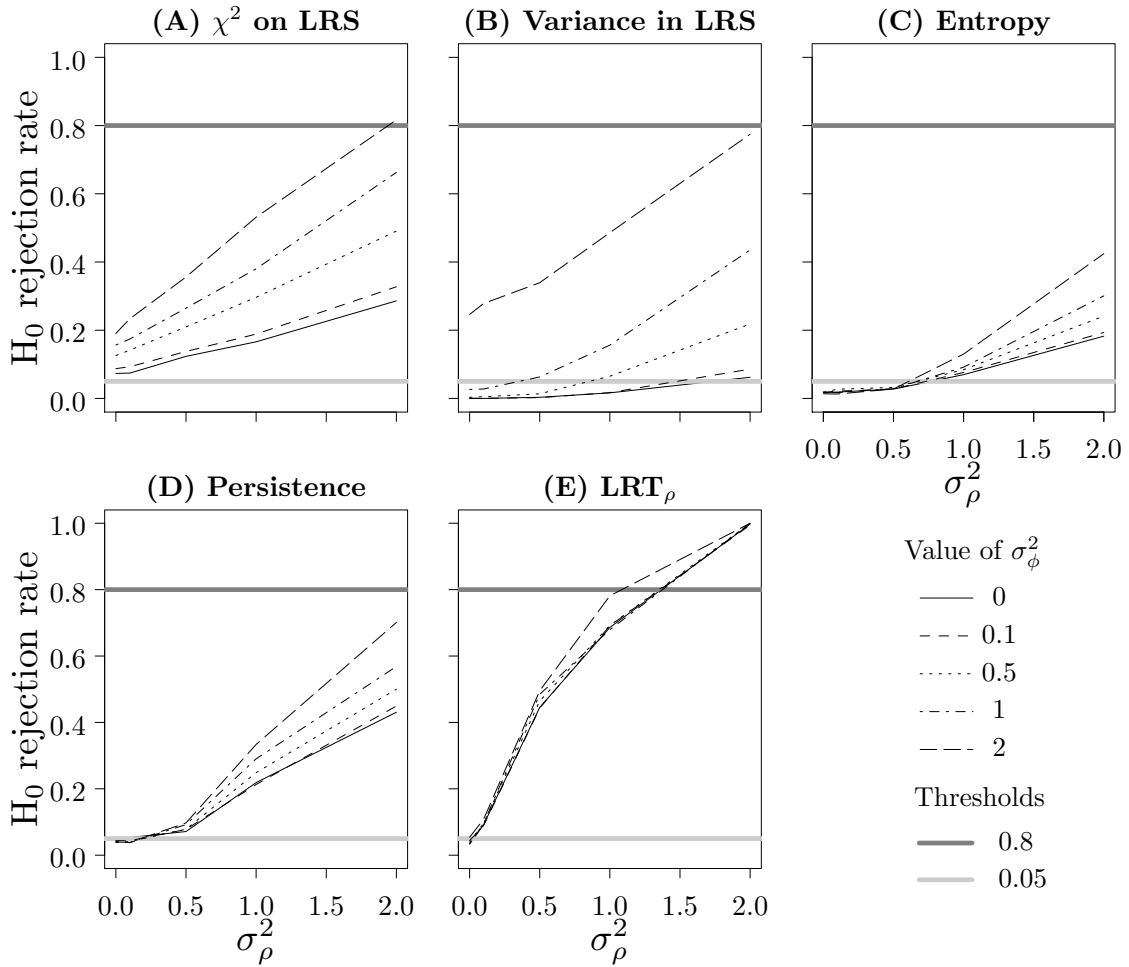 (A) χ² on LRS
(B) Variance in LRS
(C) Entropy
H₀ rejection rate
1.0
0.8
0.6
0.4
0.2
0.0
0.0 0.5 1.0 1.5 2.0
σ²ρ
(D) Persistence
(E) LRTρ
H₀ rejection rate
1.0
0.8
0.6
0.4
0.2
0.0
0.0 0.5 1.0 1.5 2.0
σ²ρ
0.0 0.5 1.0 1.5 2.0
σ²ρ
Value of σ²ϕ
0
0.1
0.5
1
2
Thresholds
0.8
0.05